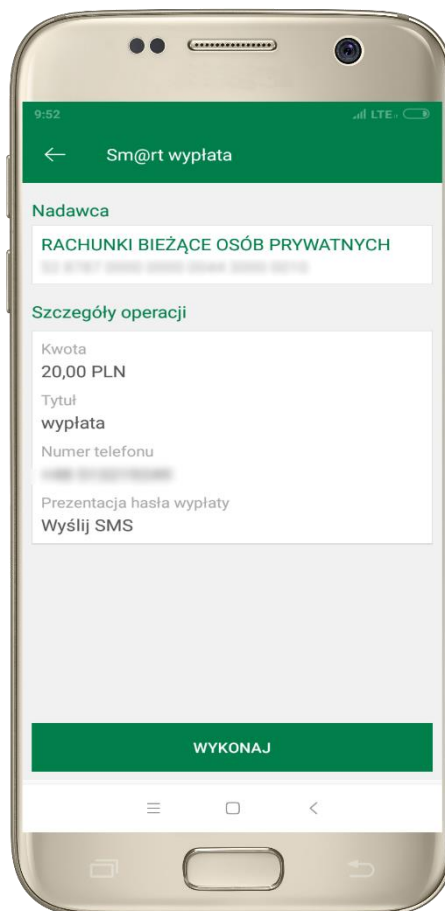 9:52
LTE
Sm@rt wypłata
Nadawca
RACHUNKI BIEŻĄCE OSÓB PRYWATNYCH
Szczegóły operacji
Kwota
20,00 PLN
Tytuł
wypłata
Numer telefonu
Prezentacja hasła wypłaty
Wyślij SMS
WYKONAJ